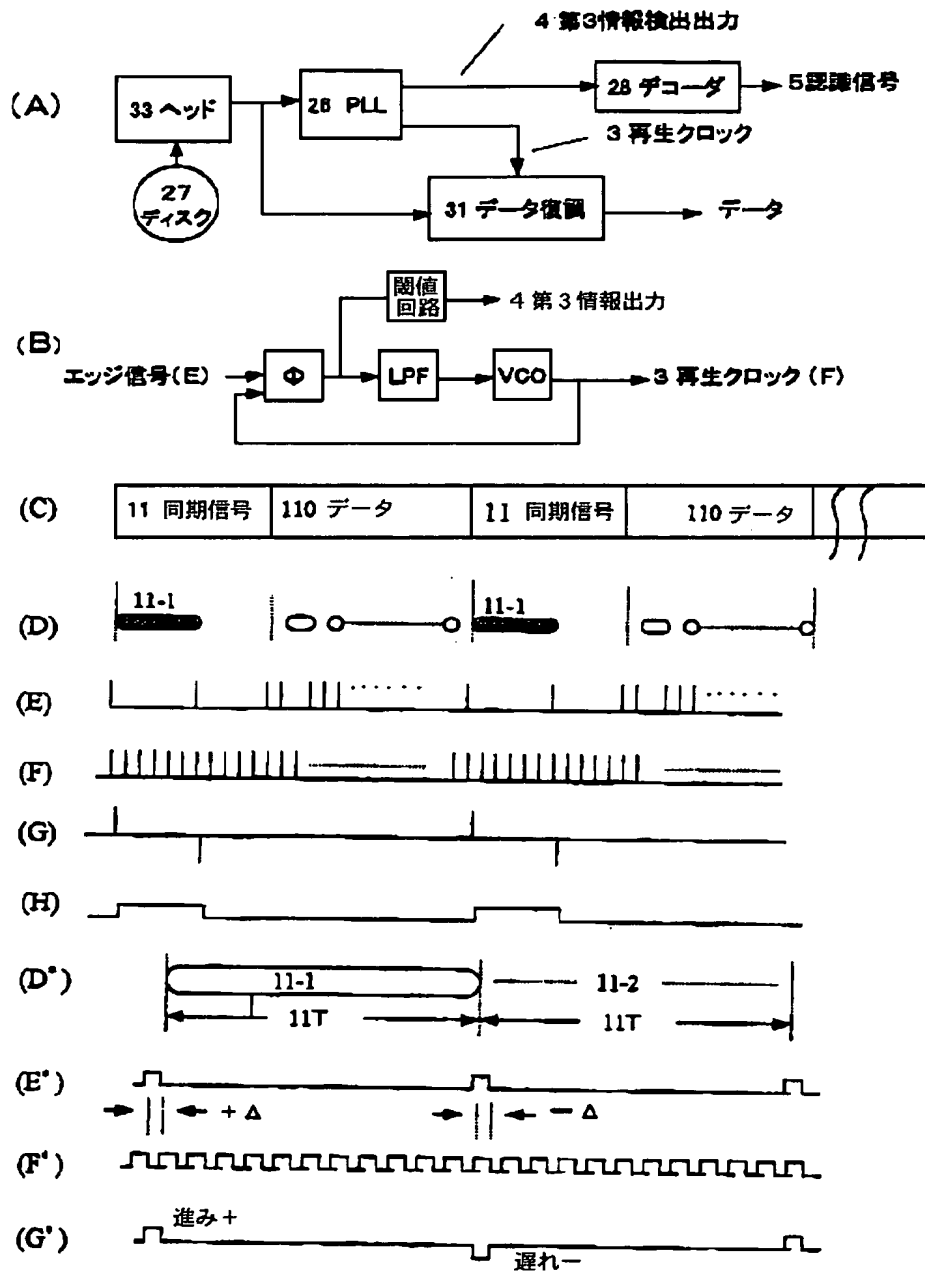 4 第3情報検出出力
(A)
33 ヘッド
26 PLL
28 デコーダ
5認識信号
3 再生クロック
27
ディスク
31 データ復調
データ
閾値
回路
4 第3情報出力
(B)
エッジ信号(E)
Φ
LPF
VCO
3 再生クロック(F)
(C)
11 同期信号
110 データ
11 同期信号
110 データ
(D)
11-1
11-1
(E)
(F)
(G)
(H)
(D')
11-1
11-2
11T
11T
(E')
+ Δ
− Δ
(F')
(G')
進み+
遅れ−